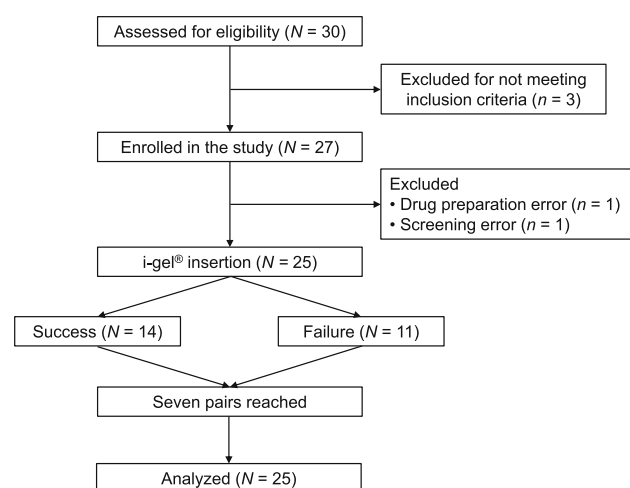 Assessed for eligibility (N = 30)
Excluded for not meeting
inclusion criteria (n = 3)
Enrolled in the study (N = 27)
Excluded
• Drug preparation error (n = 1)
• Screening error (n = 1)
i-gel® insertion (N = 25)
Success (N = 14)
Failure (N = 11)
Seven pairs reached
Analyzed (N = 25)